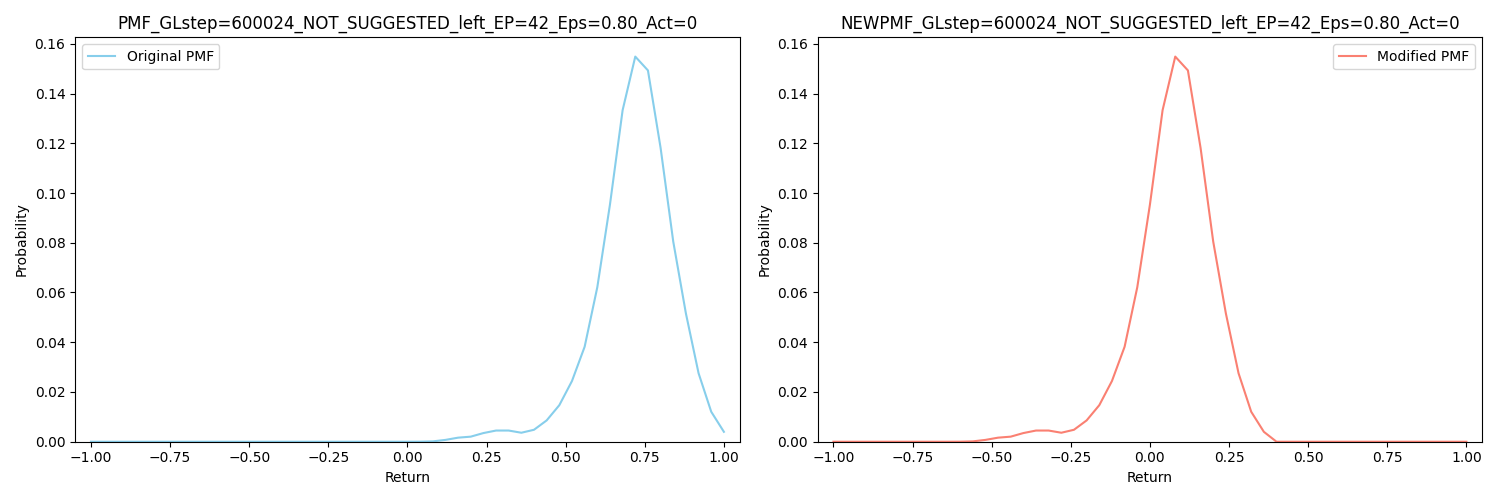 PMF_GLstep=600024_NOT_SUGGESTED_left_EP=42_Eps=0.80_Act=0
Original PMF
0.16
0.14
0.12
0.10
0.08
0.06
0.04
0.02
0.00
Probability
−1.00 −0.75 −0.50 −0.25 0.00 0.25 0.50 0.75 1.00
Return
NEWPMF_GLstep=600024_NOT_SUGGESTED_left_EP=42_Eps=0.80_Act=0
Modified PMF
0.16
0.14
0.12
0.10
0.08
0.06
0.04
0.02
0.00
Probability
−1.00 −0.75 −0.50 −0.25 0.00 0.25 0.50 0.75 1.00
Return